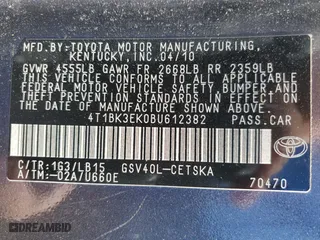 MFD.BY:TOYOTA MOTOR MANUFACTURING,
KENTUCKY,INC.04/10
GVWR 4555LB GAWR FR 2668LB RR 2359LB
THIS VEHICLE CONFORMS TO ALL APPLICABLE
FEDERAL MOTOR VEHICLE SAFETY, BUMPER, AND
THEFT PREVENTION STANDARDS IN EFFECT ON
THE DATE OF MANUFACTURE SHOWN ABOVE.
4T1BK3EK0BU612382 PASS.CAR
C/TR:1G3/LB15 GSV40L-CETSKA
A/TM:-02A/U660E
TOYOTA
70470
DREAMBID